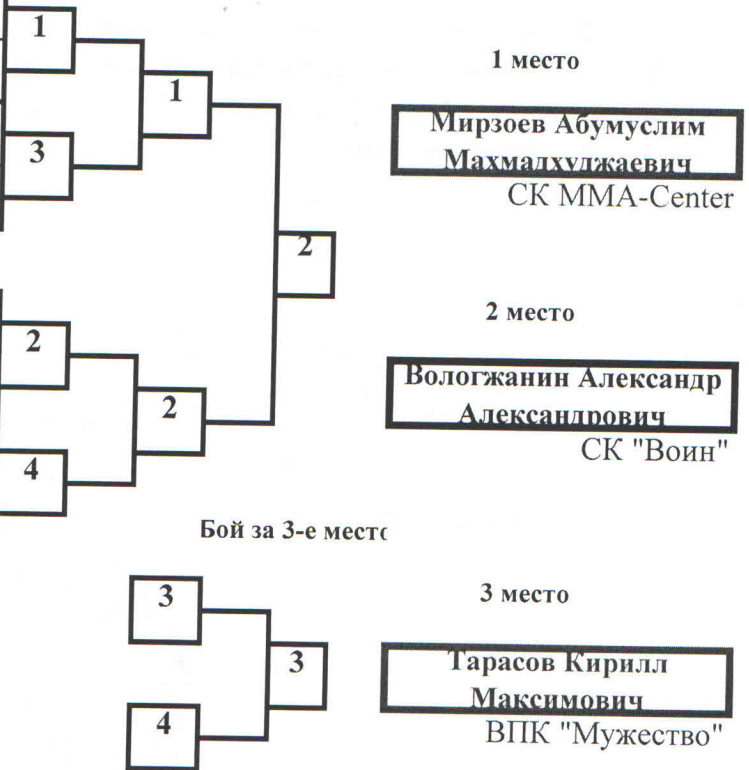 1
1 место
1
Мирзоев Абумуслим
Махмадхуджаевич
3
СК MMA-Center
2
2 место
2
Вологжанин Александр
2
Александрович
СК "Воин"
4
Бой за 3-е место
3
3 место
3
Тарасов Кирилл
Максимович
4
ВПК "Мужество"